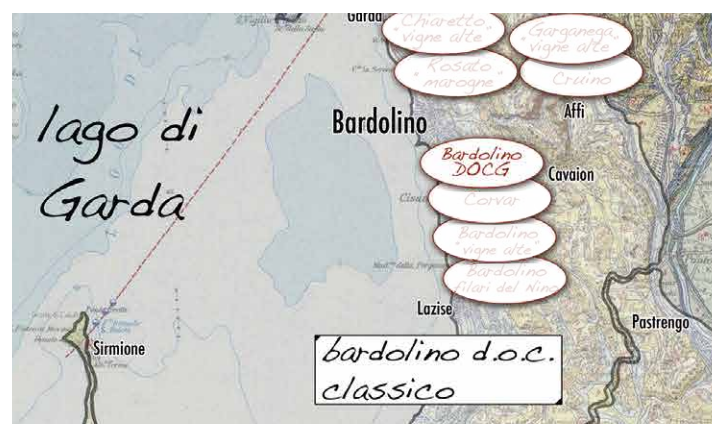 Garda
Chiaretto
"vigne alte"
Garganega
"vigne alte"
Rosato
"marogne"
Cruino
Affi
Bardolino
lago di
Garda
Bardolino
DOCG
Cavaion
Corvar
Bardolino
"vigne alte"
Bardolino
filari del Nino
Lazise
Pastrengo
Sirmione
bardolino d.o.c.
classico